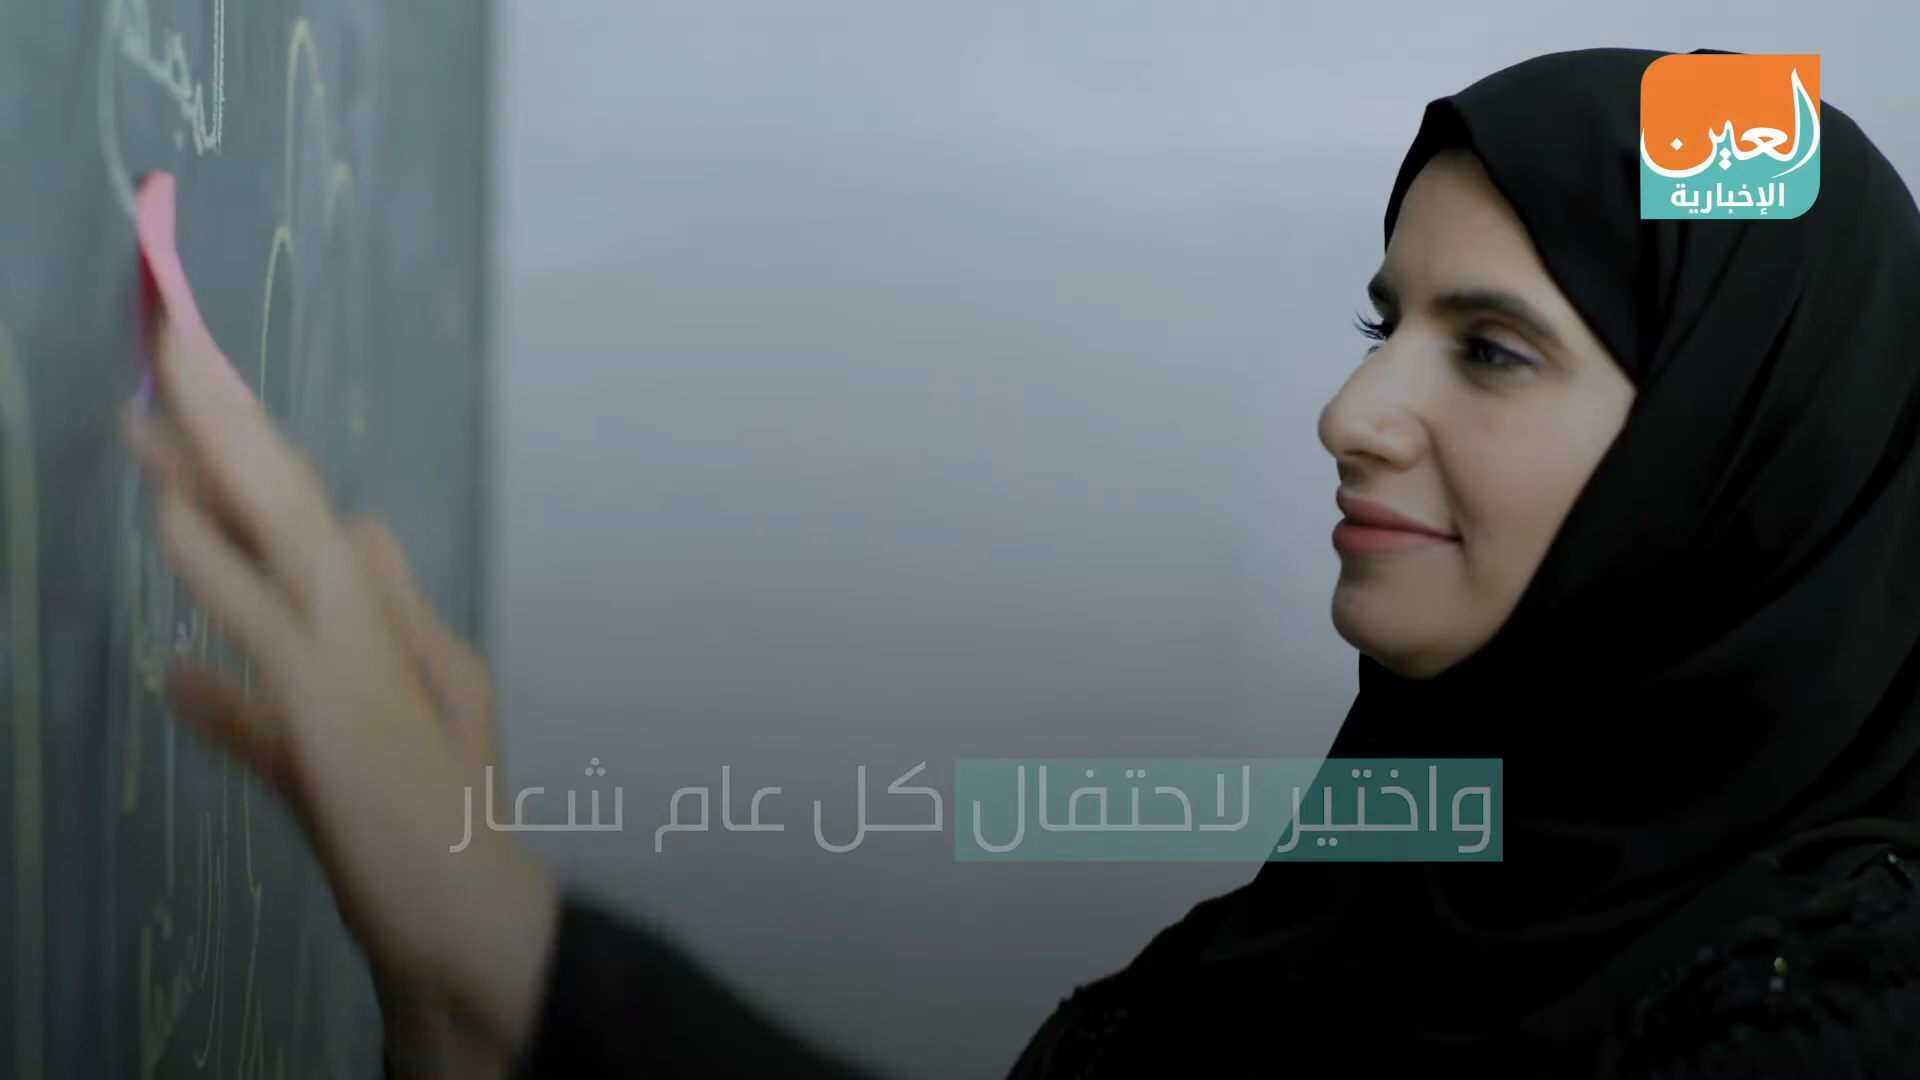 العين
الإخبارية
واختير لاحتفال كل عام شعار